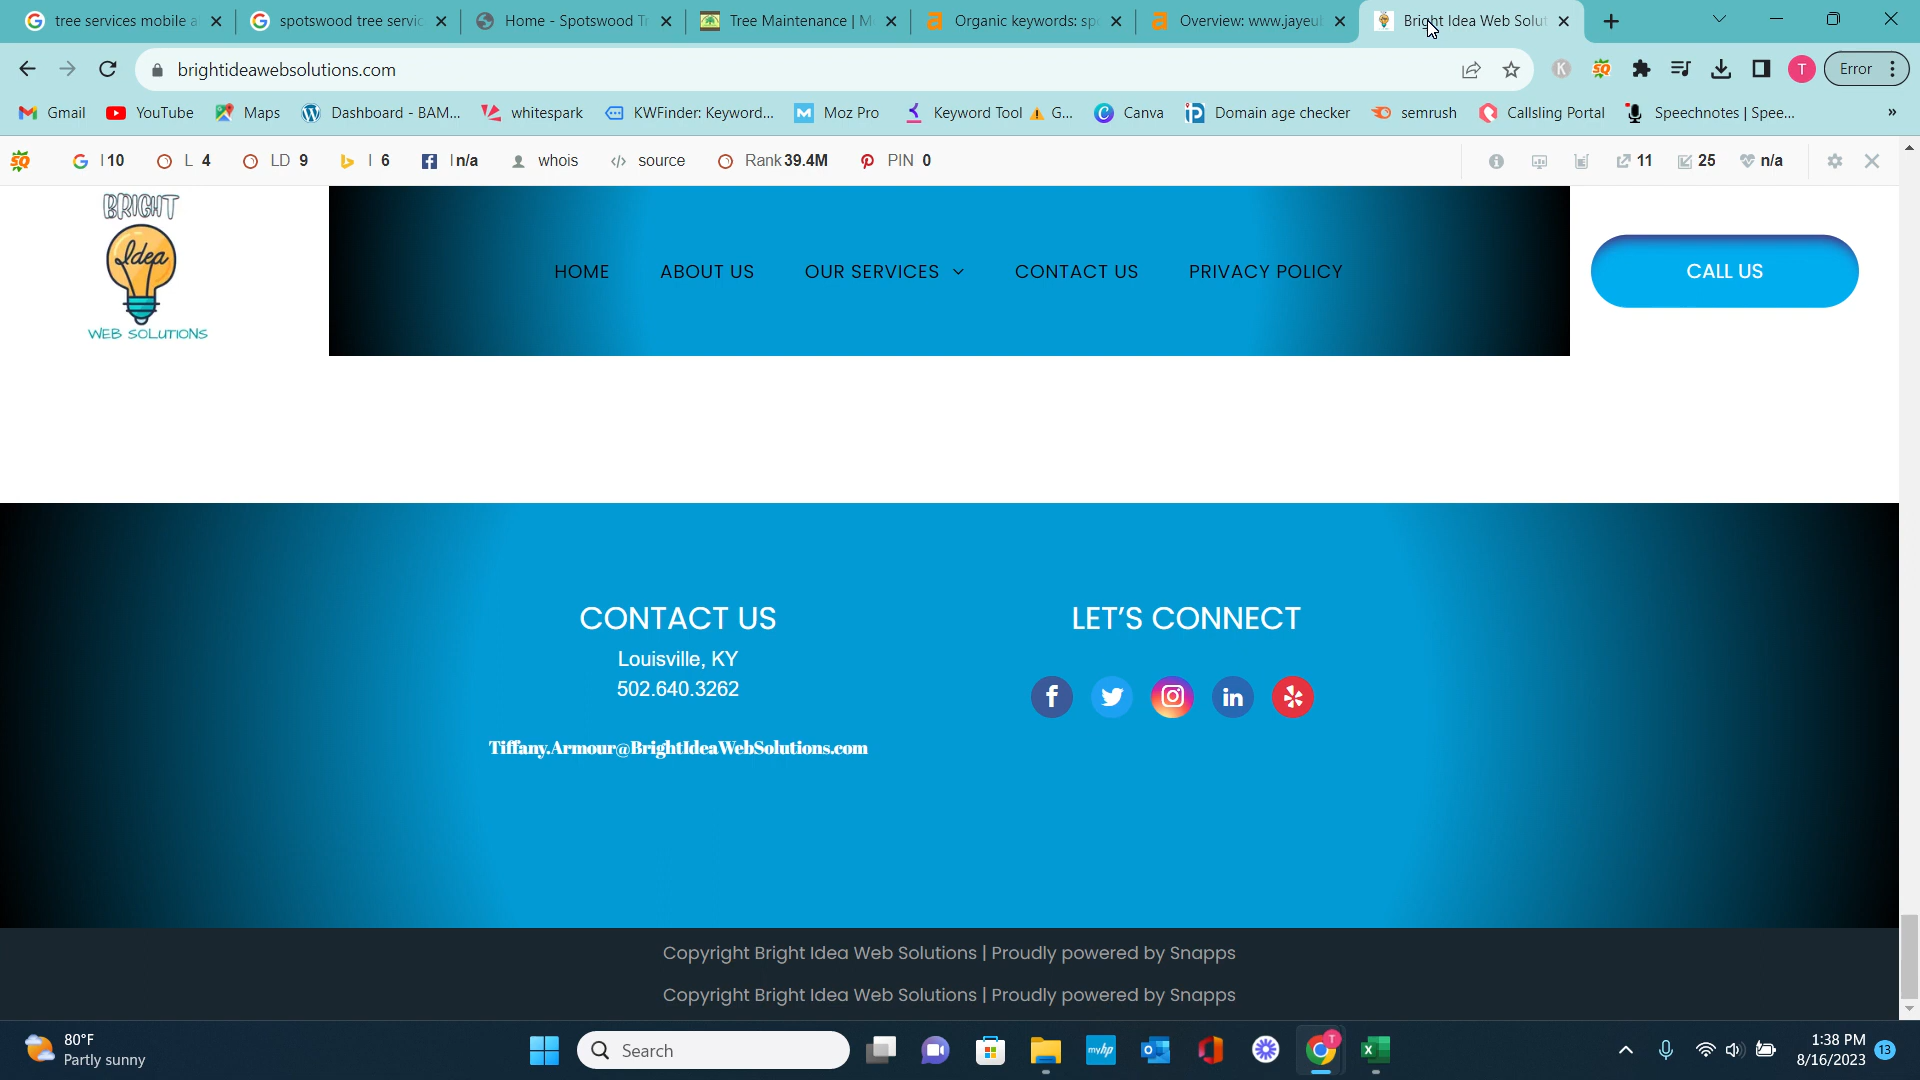 tree services mobile a
spotswood tree servic
Home - Spotswood T
Tree Maintenance | M
Organic keywords: sp
Overview: www.jayeu
Bright Idea Web Solut
brightideawebsolutions.com
K
SQ
T
Error
Gmail
YouTube
Maps
Dashboard - BAM...
whitespark
KWFinder: Keyword...
Moz Pro
Keyword Tool ⚠ G...
Canva
Domain age checker
semrush
Callsling Portal
Speechnotes | Spee...
»
SQ
I 10
L 4
LD 9
I 6
I n/a
whois
source
Rank 39.4M
PIN 0
11
25
n/a
BRIGHT
Idea
WEB SOLUTIONS
HOME
ABOUT US
OUR SERVICES
CONTACT US
PRIVACY POLICY
CALL US
CONTACT US
Louisville, KY
502.640.3262
Tiffany.Armour@BrightIdeaWebSolutions.com
LET'S CONNECT
Copyright Bright Idea Web Solutions | Proudly powered by Snapps
Copyright Bright Idea Web Solutions | Proudly powered by Snapps
80°F
Partly sunny
Search
myhp
T
1:38 PM
8/16/2023
13